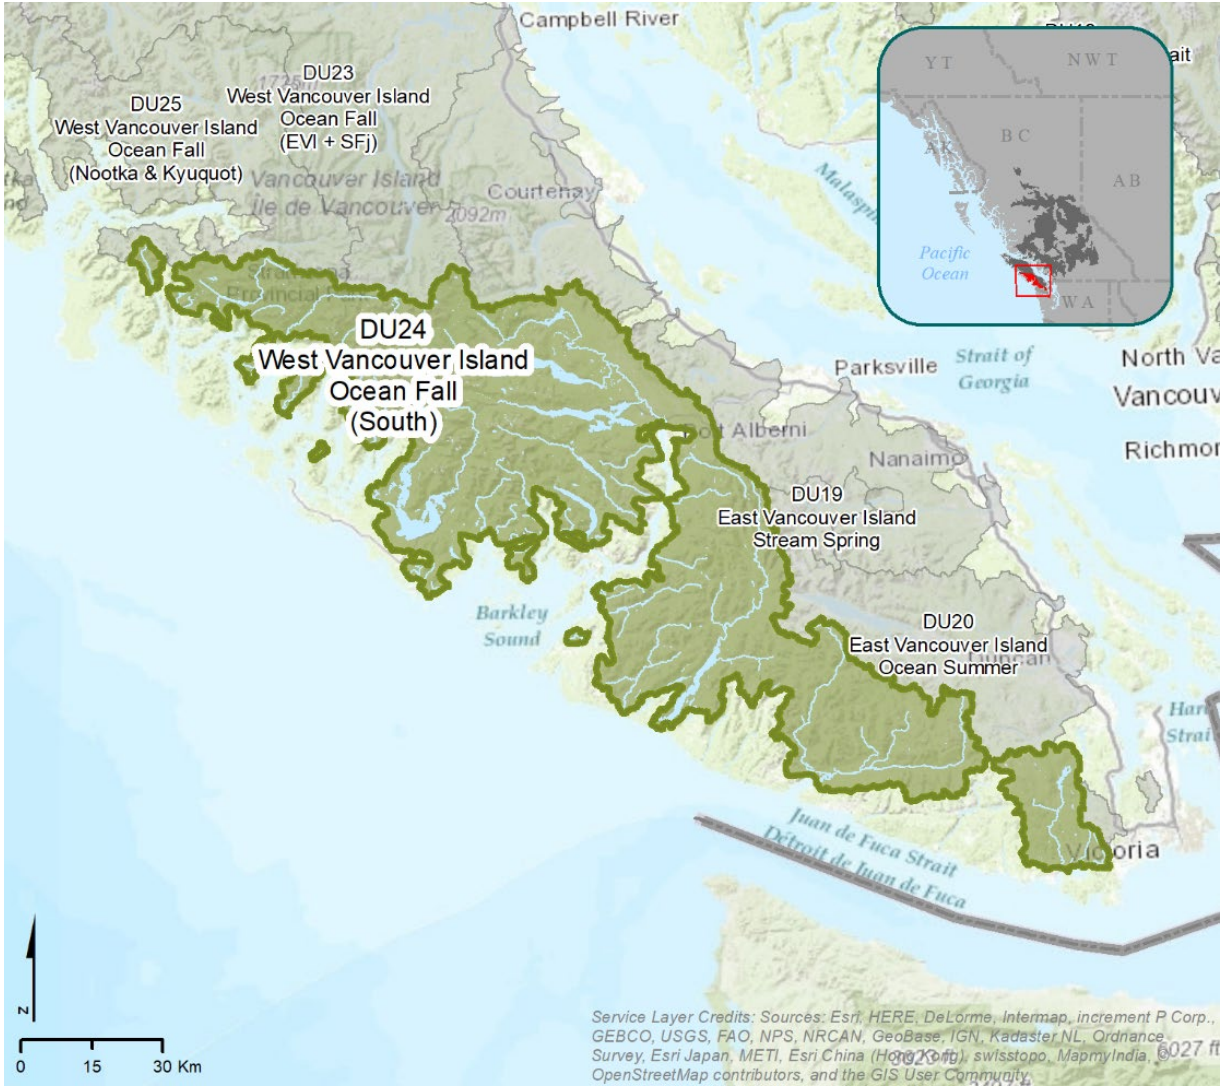 Campbell River
DU23
West Vancouver Island
Ocean Fall
(EVI + SFj)
DU25
West Vancouver Island
Ocean Fall
(Nootka & Kyuquot)
Vancouver Island
Île de Vancouver
2092m
Courtenay
YT
NWT
BC
AK
AB
Pacific
Ocean
WA
ait
DU24
West Vancouver Island
Ocean Fall
(South)
Parksville
Strait of
Georgia
North Va
Vancouv
Richmon
Port Alberni
Nanaimo
DU19
East Vancouver Island
Stream Spring
Barkley
Sound
DU20
East Vancouver Island
Ocean Summer
Duncan
Strait
Juan de Fuca Strait
Détroit de Juan de Fuca
Victoria
N
0 15 30 Km
Service Layer Credits: Sources: Esri, HERE, DeLorme, Intermap, increment P Corp.,
GEBCO, USGS, FAO, NPS, NRCAN, GeoBase, IGN, Kadaster NL, Ordnance
Survey, Esri Japan, METI, Esri China (Hong Kong), swisstopo, MapmyIndia, ©
OpenStreetMap contributors, and the GIS User Community